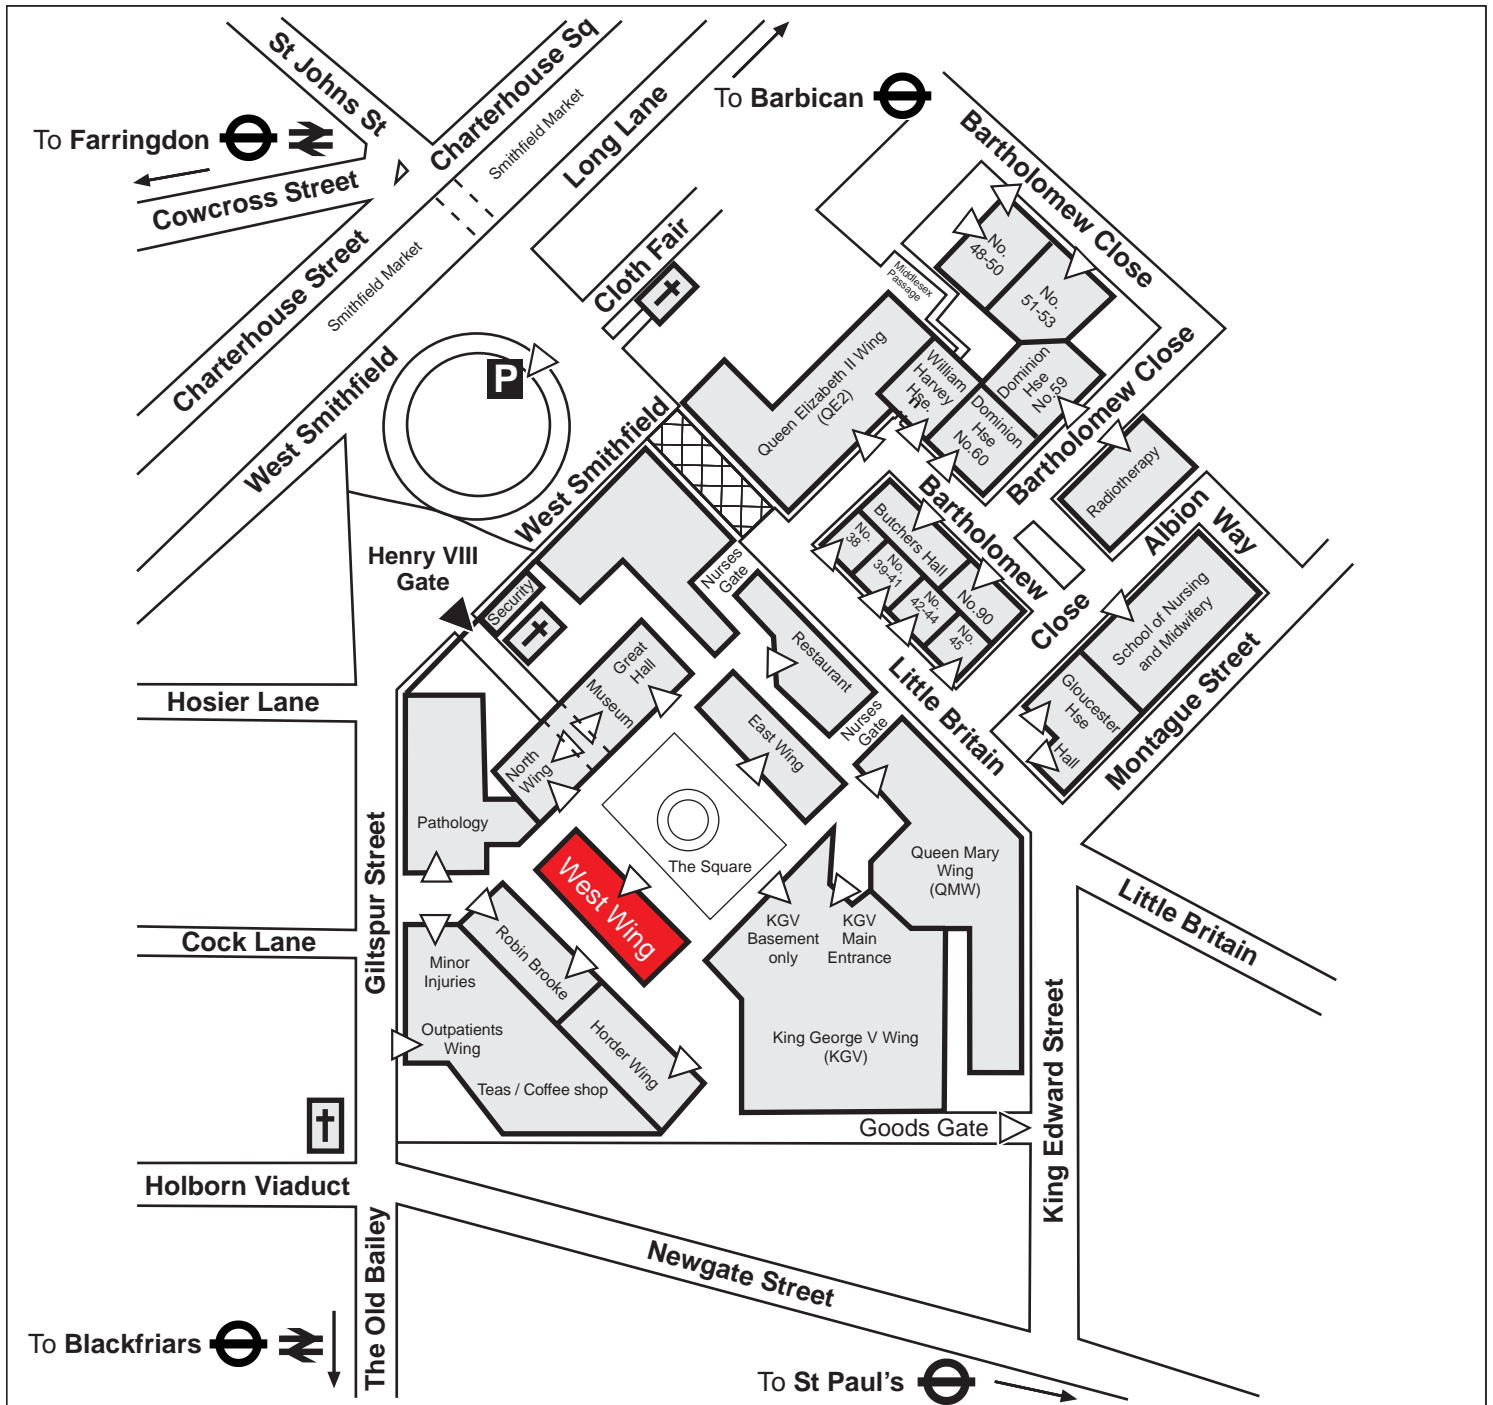 St Johns St
Charterhouse Sq
Smithfield Market
Long Lane
To Barbican
To Farringdon
Cowcross Street
Bartholomew Close
Charterhouse Street
Smithfield Market
West Smithfield
Cloth Fair
P
No.
48-50
No.
51-53
Middlesex
Passage
Queen Elizabeth II Wing
(QE2)
William
Harvey
Hse.
Dominion
Hse
No.59
Dominion
Hse
No.60
Bartholomew Close
Radiotherapy
Albion
Way
West Smithfield
Henry VIII
Gate
Security
Nurses
Gate
Bartholomew
Close
Butchers Hall
No.
38
No.
39-41
No.
42-44
No.
45
No.90
School of Nursing
and Midwifery
Gloucester
Hse
Hall
Montague Street
Little Britain
Restaurant
Great
Hall
Museum
North
Wing
East Wing
Nurses
Gate
Hosier Lane
Pathology
The Square
West Wing
Queen Mary
Wing
(QMW)
KGV
Basement
only
KGV
Main
Entrance
Little Britain
Giltspur Street
Cock Lane
Robin Brooke
Minor
Injuries
Outpatients
Wing
Horder Wing
Teas / Coffee shop
King George V Wing
(KGV)
Goods Gate
King Edward Street
Holborn Viaduct
The Old Bailey
Newgate Street
To Blackfriars
To St Paul's